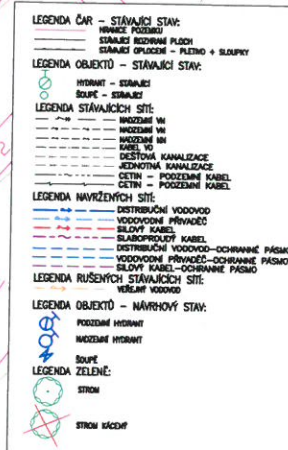 LEGENDA ČAR - STÁVAJÍCÍ STAV:
HRANICE POZEMKU
STÁVAJÍCÍ ROZHRANÍ PLOCH
STÁVAJÍCÍ OPLOCENÍ - PLETIVO + SLOUPKY
LEGENDA OBJEKTŮ - STÁVAJÍCÍ STAV:
HYDRANT - STÁVAJÍCÍ
ŠOUPĚ - STÁVAJÍCÍ
LEGENDA STÁVAJÍCÍCH SÍTÍ:
NADZEMNÍ VN
NADZEMNÍ VN
NADZEMNÍ NN
KABEL VO
DEŠŤOVÁ KANALIZACE
JEDNOTNÁ KANALIZACE
CETIN - PODZEMNÍ KABEL
CETIN - PODZEMNÍ KABEL
LEGENDA NAVRŽENÝCH SÍTÍ:
DISTRIBUČNÍ VODOVOD
VODOVODNÍ PŘIVADĚČ
SILOVÝ KABEL
SLABOPROUDÝ KABEL
DISTRIBUČNÍ VODOVOD-OCHRANNÉ PÁSMO
VODOVODNÍ PŘIVADĚČ-OCHRANNÉ PÁSMO
SILOVÝ KABEL-OCHRANNÉ PÁSMO
LEGENDA RUŠENÝCH STÁVAJÍCÍCH SÍTÍ:
VEŘEJNÝ VODOVOD
LEGENDA OBJEKTŮ - NÁVRHOVÝ STAV:
PODZEMNÍ HYDRANT
NADZEMNÍ HYDRANT
ŠOUPĚ
LEGENDA ZELENĚ:
STROM
STROM KÁCENÝ